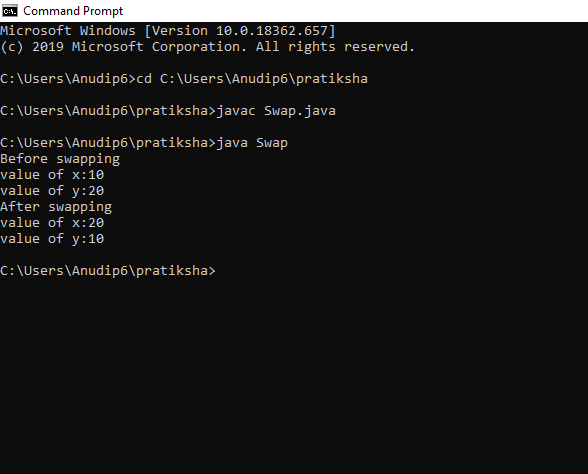 Command Prompt
Microsoft Windows [Version 10.0.18362.657]
(c) 2019 Microsoft Corporation. All rights reserved.
C:\Users\Anudip6>cd C:\Users\Anudip6\pratiksha
C:\Users\Anudip6\pratiksha>javac Swap.java
C:\Users\Anudip6\pratiksha>java Swap
Before swapping
value of x:10
value of y:20
After swapping
value of x:20
value of y:10
C:\Users\Anudip6\pratiksha>